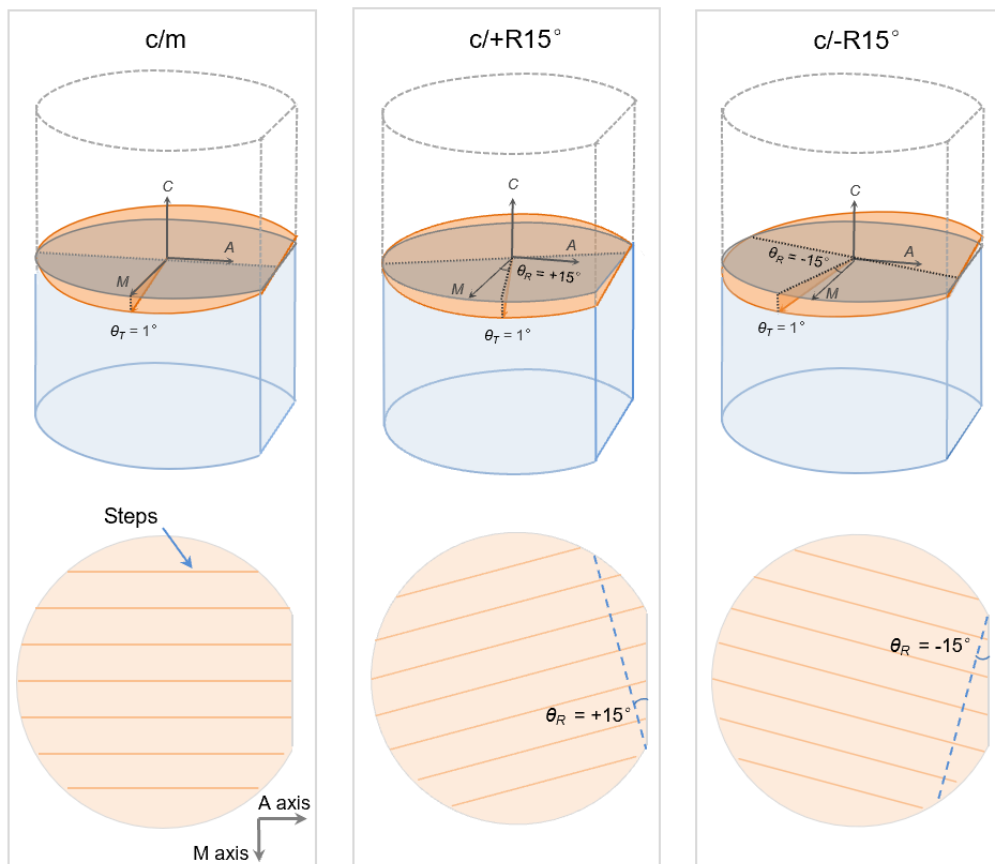 c/m
C
A
M
θT = 1°
Steps
A axis
M axis
c/+R15°
C
A
θR = +15°
M
θT = 1°
θR = +15°
c/-R15°
C
A
θR = -15°
M
θT = 1°
θR = -15°